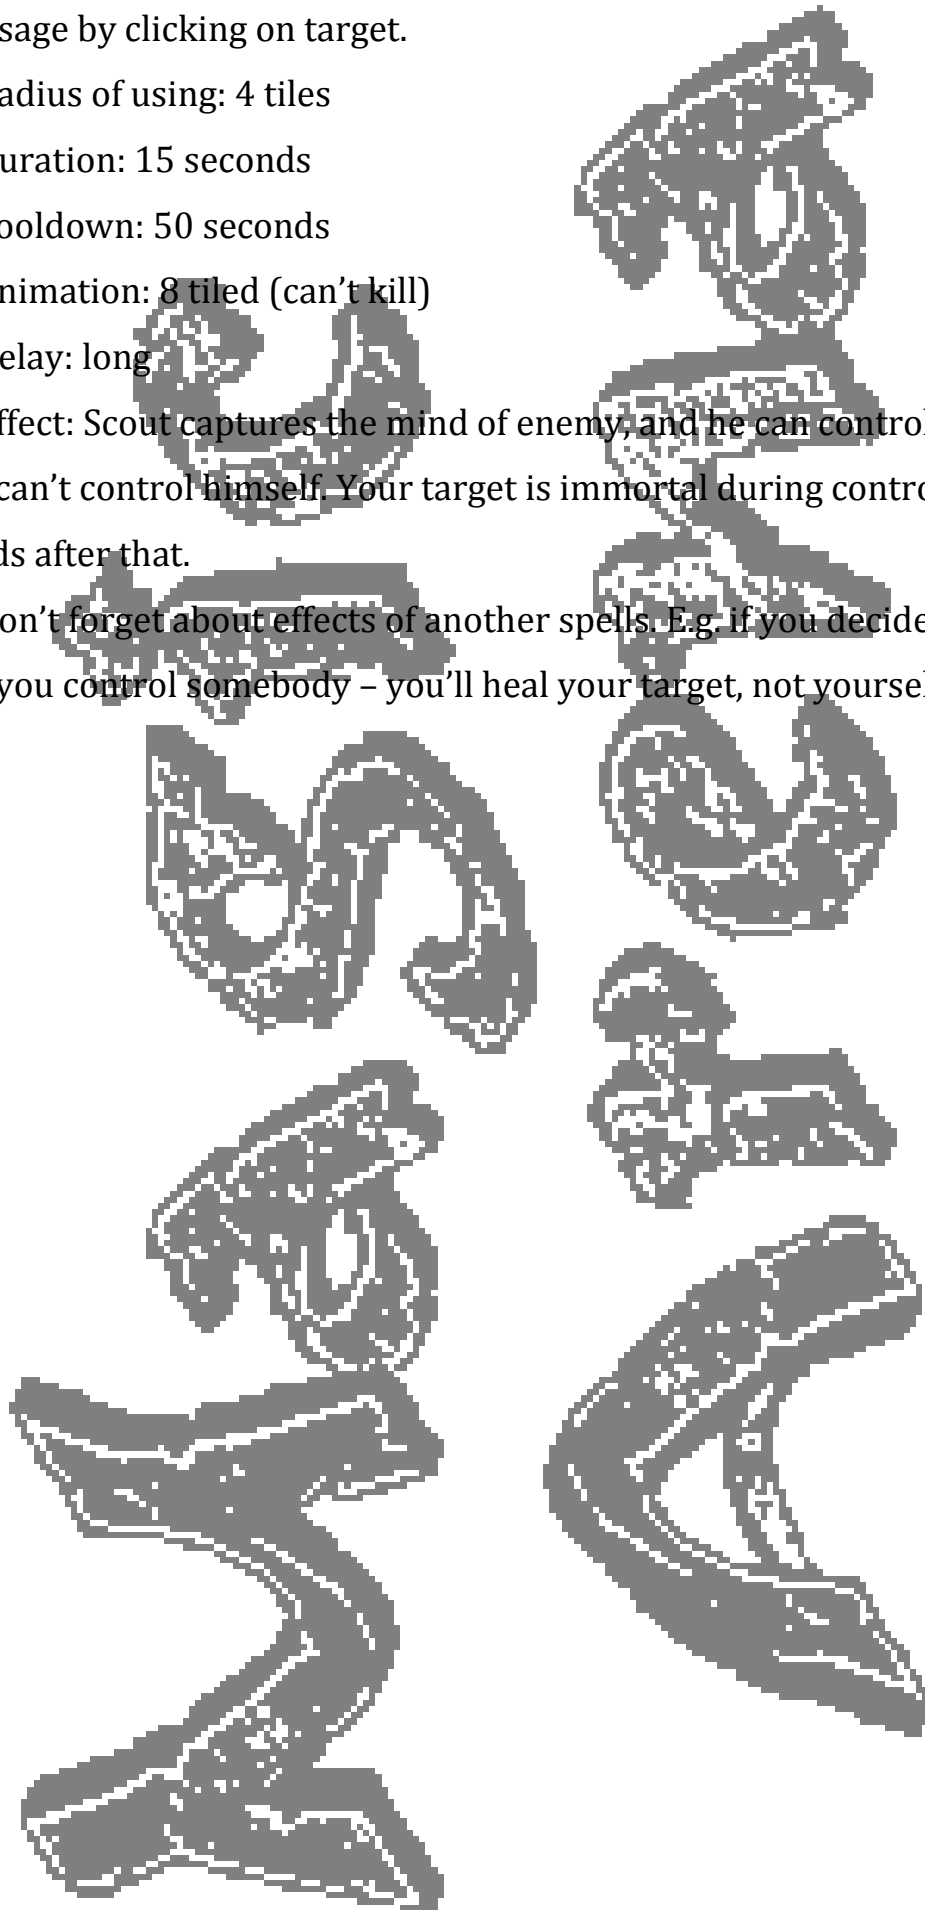 sage by clicking on target.
adius of using: 4 tiles
uration: 15 seconds
ooldown: 50 seconds
nimation: 8 tiled (can’t kill)
elay: long
ffect: Scout captures the mind of enemy, and he can control
can’t control himself. Your target is immortal during contro
ds after that.
on’t forget about effects of another spells. E.g. if you decide
you control somebody – you’ll heal your target, not yoursel
Magic
Arena